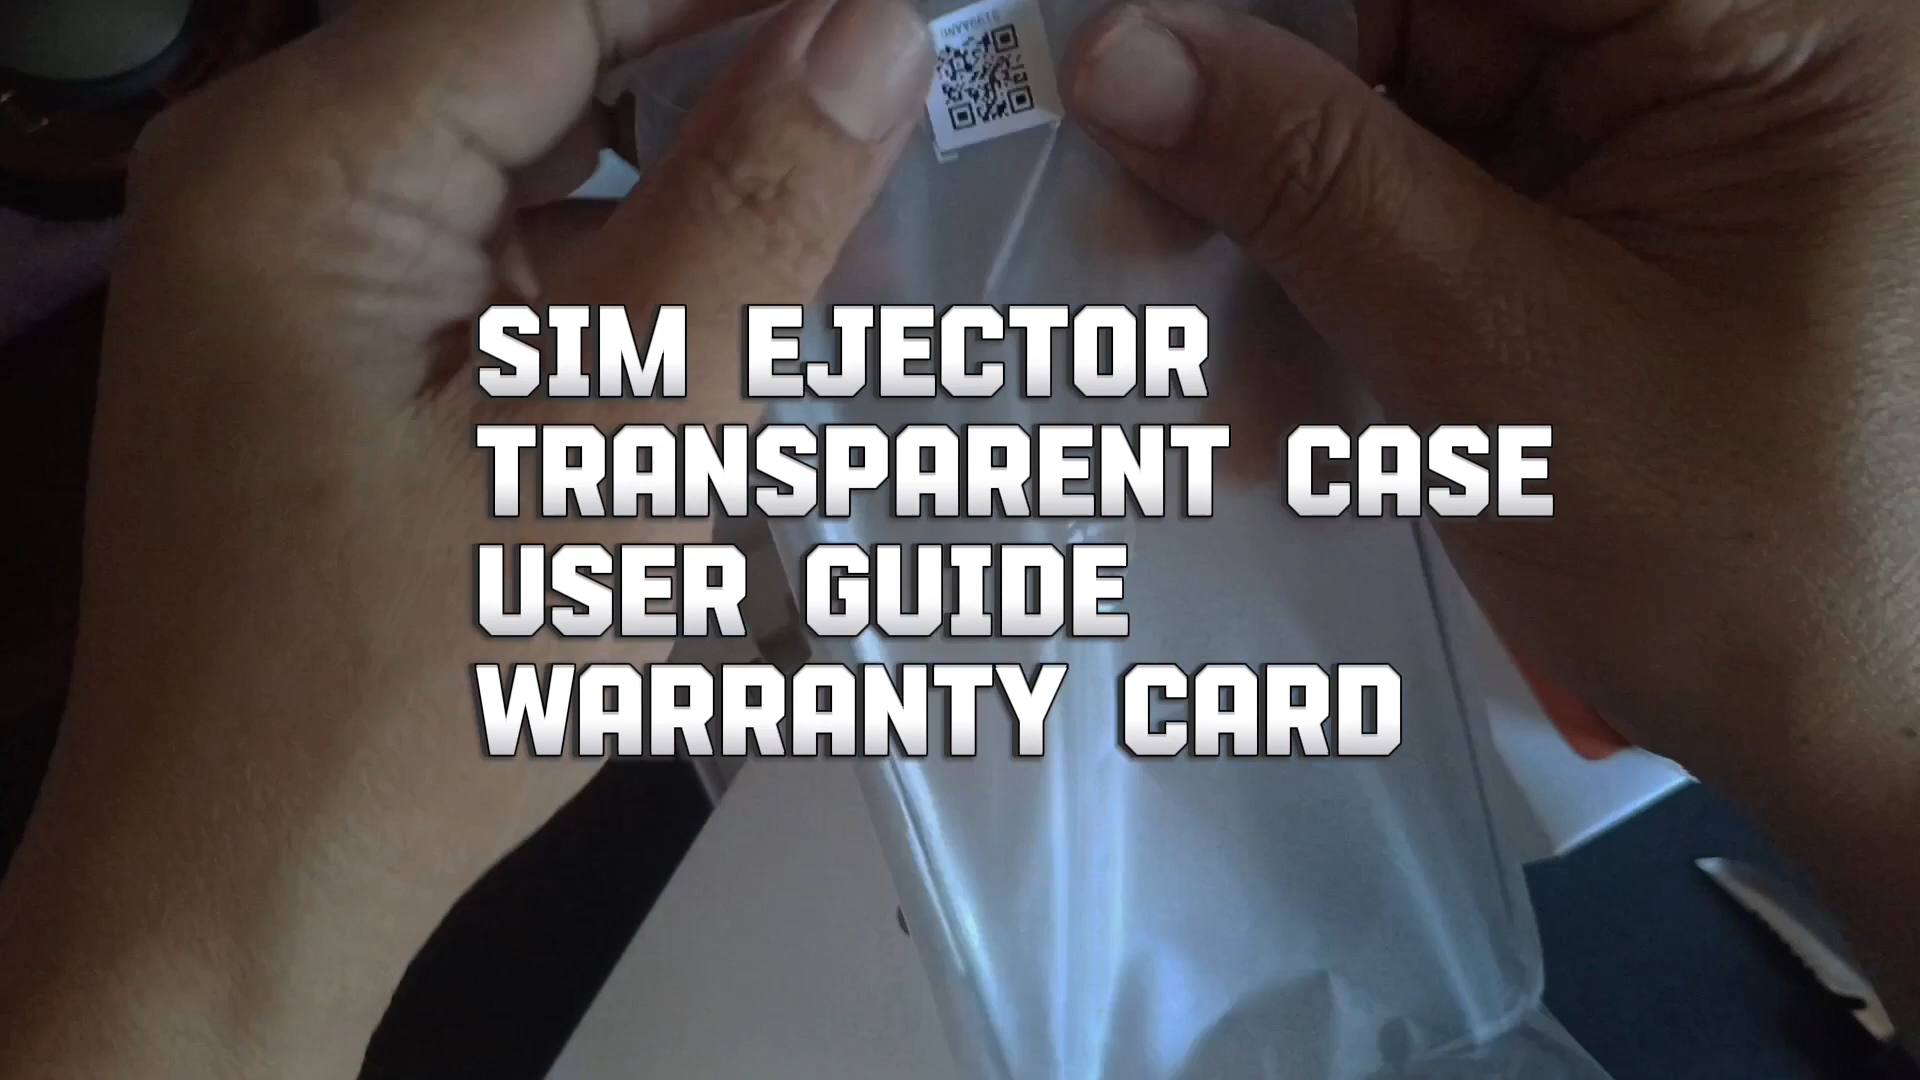 SIM EJECTOR
TRANSPARENT CASE
USER GUIDE
WARRANTY CARD